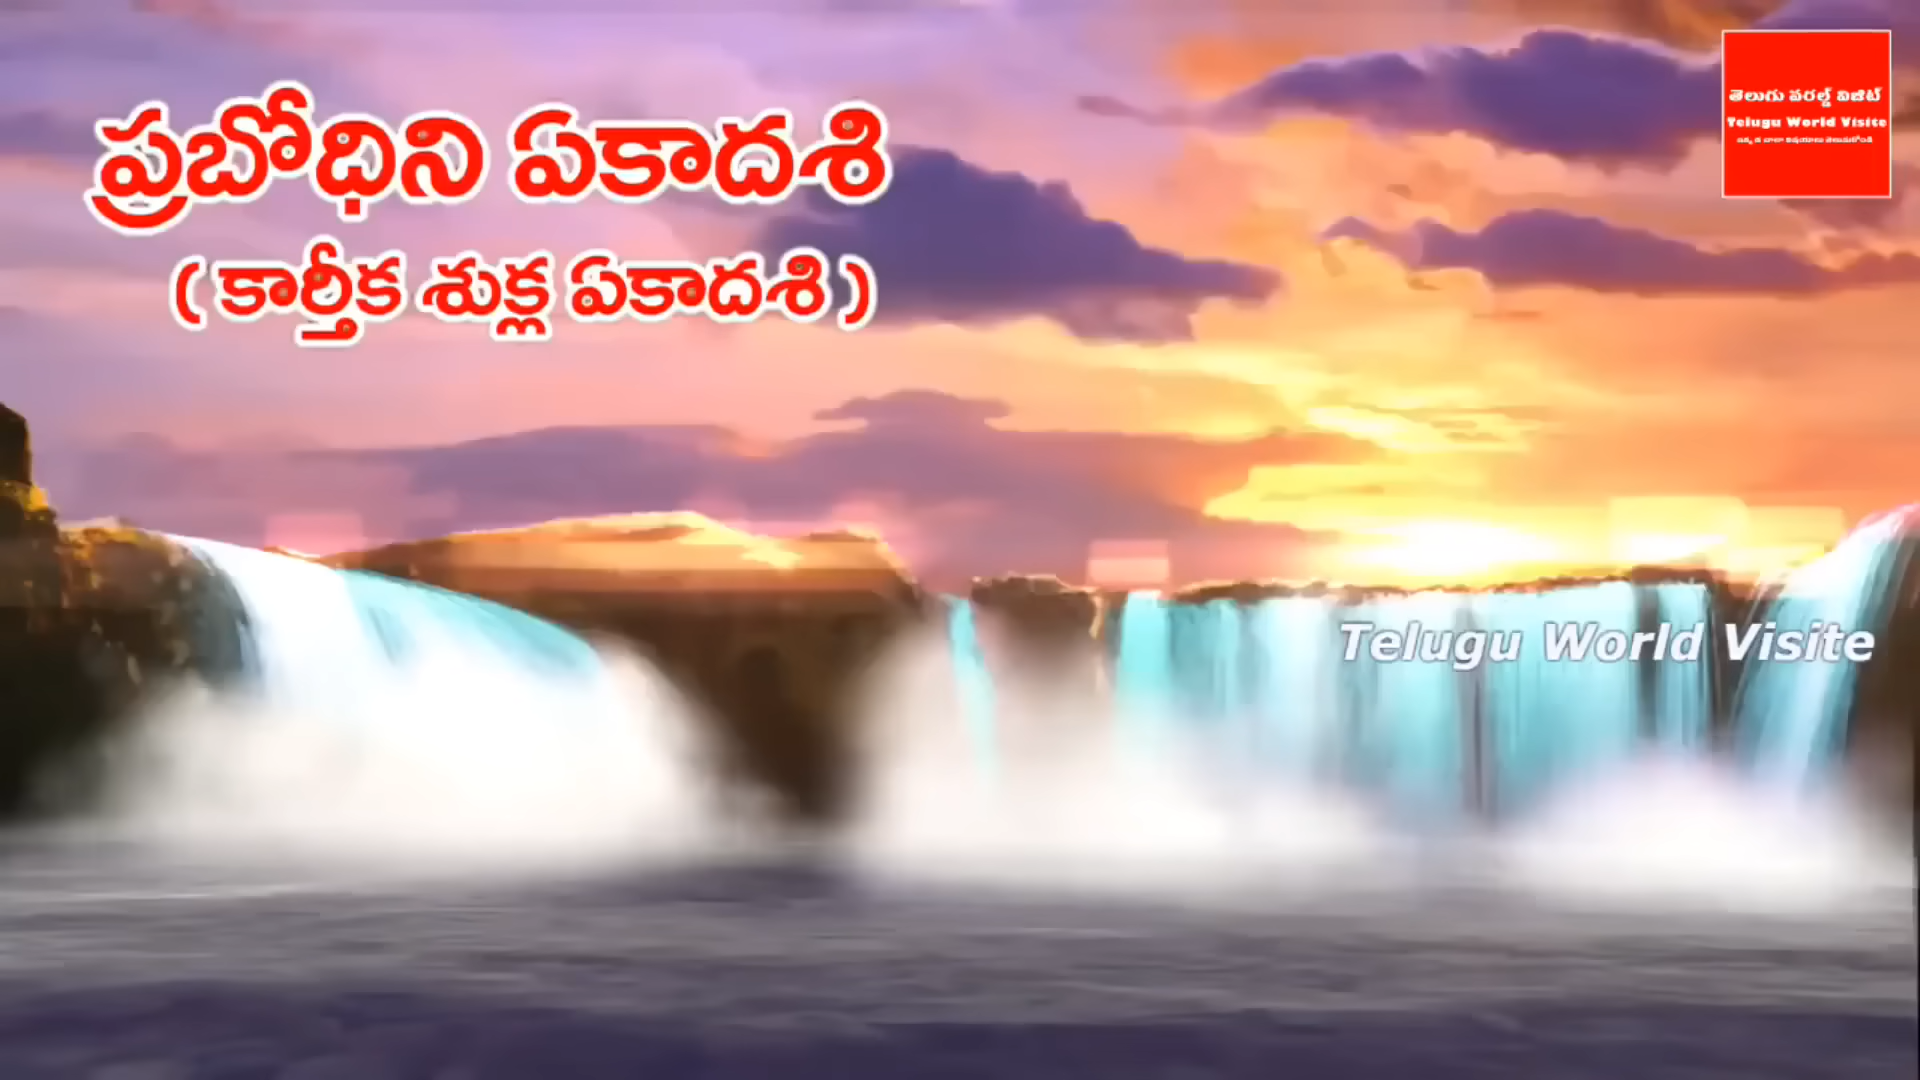 ప్రబోధిని ఏకాదశి
( కార్తీక శుక్ల ఏకాదశి )
తెలుగు వరల్డ్ విజిట్
Telugu World Visite
Telugu World Visite